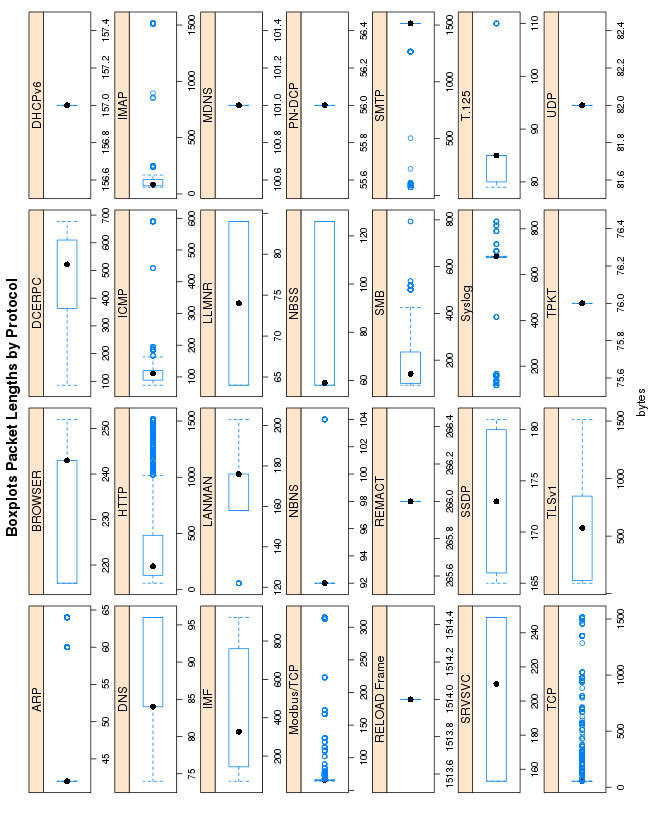 Boxplots Packet Lengths by Protocol
ARP
BROWSER
DCERPC
DHCPv6
45 50 55 60 65
220 230 240 250
100 200 300 400 500 600 700
156.6 156.8 157.0 157.2 157.4
DNS
HTTP
ICMP
IMAP
75 80 85 90 95
0 500 1000
100 200 300 400 500 600
0 500 1000 1500
IMF
LANMAN
LLMNR
MDNS
200 400 600 800
120 140 160 180 200
65 70 75 80
100.6 100.8 101.0 101.2 101.4
Modbus/TCP
NBNS
NBSS
PN-DCP
100 150 200 250 300
92 94 96 98 100 102 104
60 80 100 120
55.6 55.8 56.0 56.2 56.4
RELOAD Frame
REMACT
SMB
SMTP
1513.6 1513.8 1514.0 1514.2 1514.4
265.6 265.8 266.0 266.2 266.4
200 400 600 800
500 1000 1500
SRVSVC
SSDP
Syslog
T.125
160 180 200 220 240
165 170 175 180
200 400 600 800
80 90 100 110
TCP
TLSv1
TPKT
UDP
0 500 1000 1500
500 1000 1500
75.6 75.8 76.0 76.2 76.4
81.6 81.8 82.0 82.2 82.4
bytes